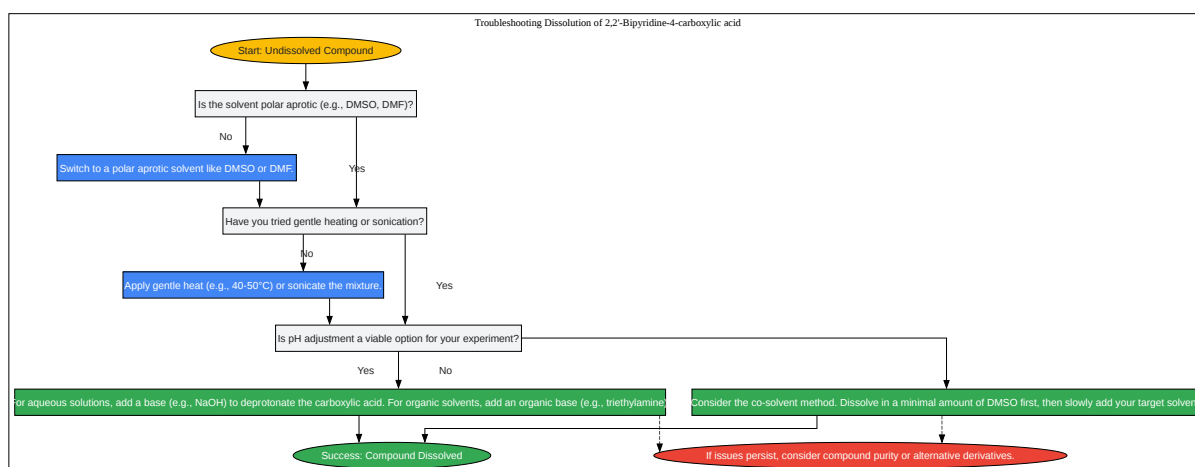 Troubleshooting Dissolution of 2,2'-Bipyridine-4-carboxylic acid
Start: Undissolved Compound
Is the solvent polar aprotic (e.g., DMSO, DMF)?
No
Switch to a polar aprotic solvent like DMSO or DMF.
Yes
Have you tried gentle heating or sonication?
No
Apply gentle heat (e.g., 40-50°C) or sonicate the mixture.
Yes
Is pH adjustment a viable option for your experiment?
Yes
No
For aqueous solutions, add a base (e.g., NaOH) to deprotonate the carboxylic acid. For organic solvents, add an organic base (e.g., triethylamine)
Consider the co-solvent method. Dissolve in a minimal amount of DMSO first, then slowly add your target solvent
Success: Compound Dissolved
If issues persist, consider compound purity or alternative derivatives.